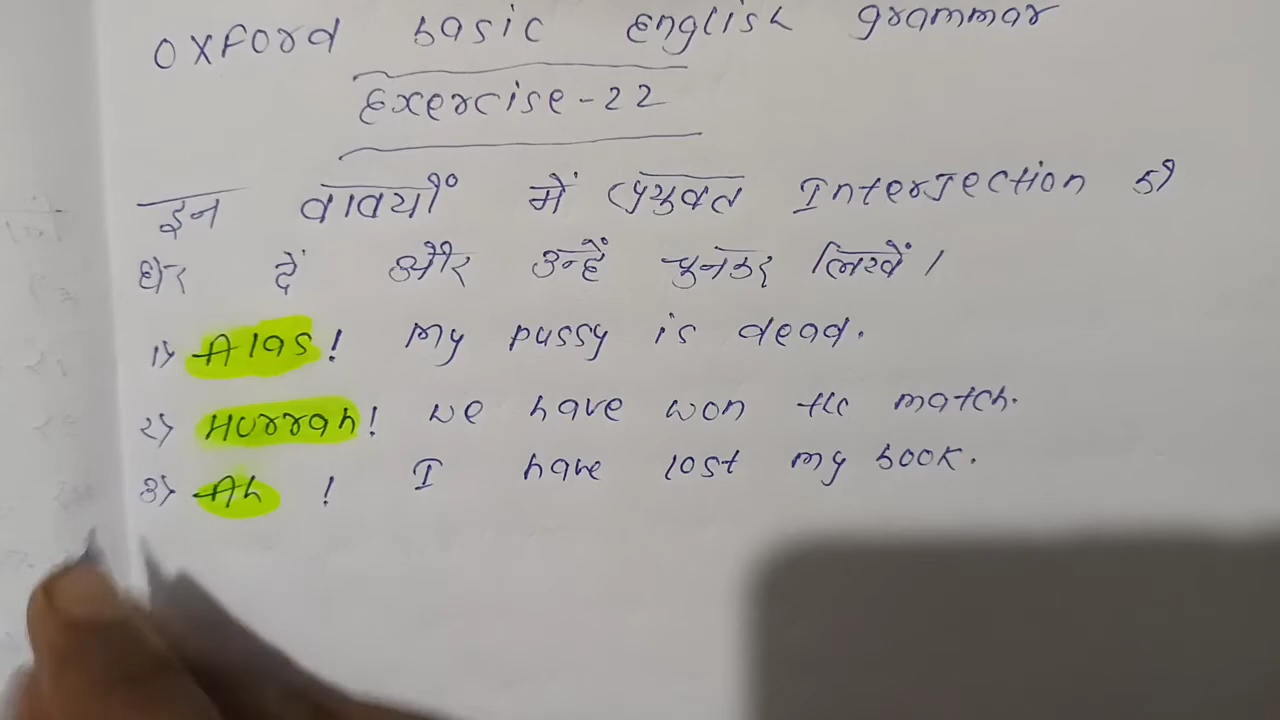 Oxford basic English grammar
Exercise-22
इन वाक्यों में प्रयुक्त Interjection को
घेर दें और उन्हें चुनकर लिखें।
1) Alas! My pussy is dead.
2) Hurrah! We have won the match.
3) Ah! I have lost my book.